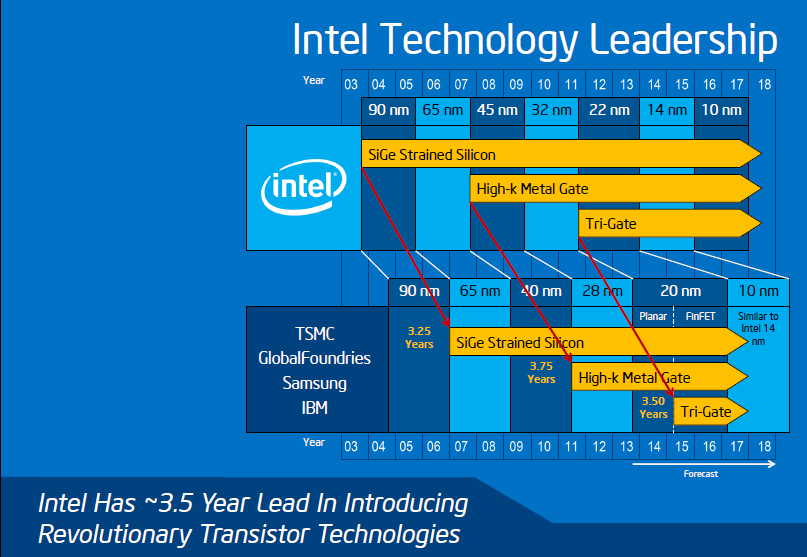 Intel Technology Leadership
Year 03 04 05 06 07 08 09 10 11 12 13 14 15 16 17 18
90 nm 65 nm 45 nm 32 nm 22 nm 14 nm 10 nm
intel
SiGe Strained Silicon
High-k Metal Gate
Tri-Gate
90 nm 65 nm 40 nm 28 nm 20 nm 10 nm
Planar FinFET Similar to
Intel 14
nm
TSMC
GlobalFoundries
Samsung
IBM
3.25
Years
SiGe Strained Silicon
3.75
Years
High-k Metal Gate
3.50
Years
Tri-Gate
Year 03 04 05 06 07 08 09 10 11 12 13 14 15 16 17 18
Forecast
Intel Has ~3.5 Year Lead In Introducing
Revolutionary Transistor Technologies